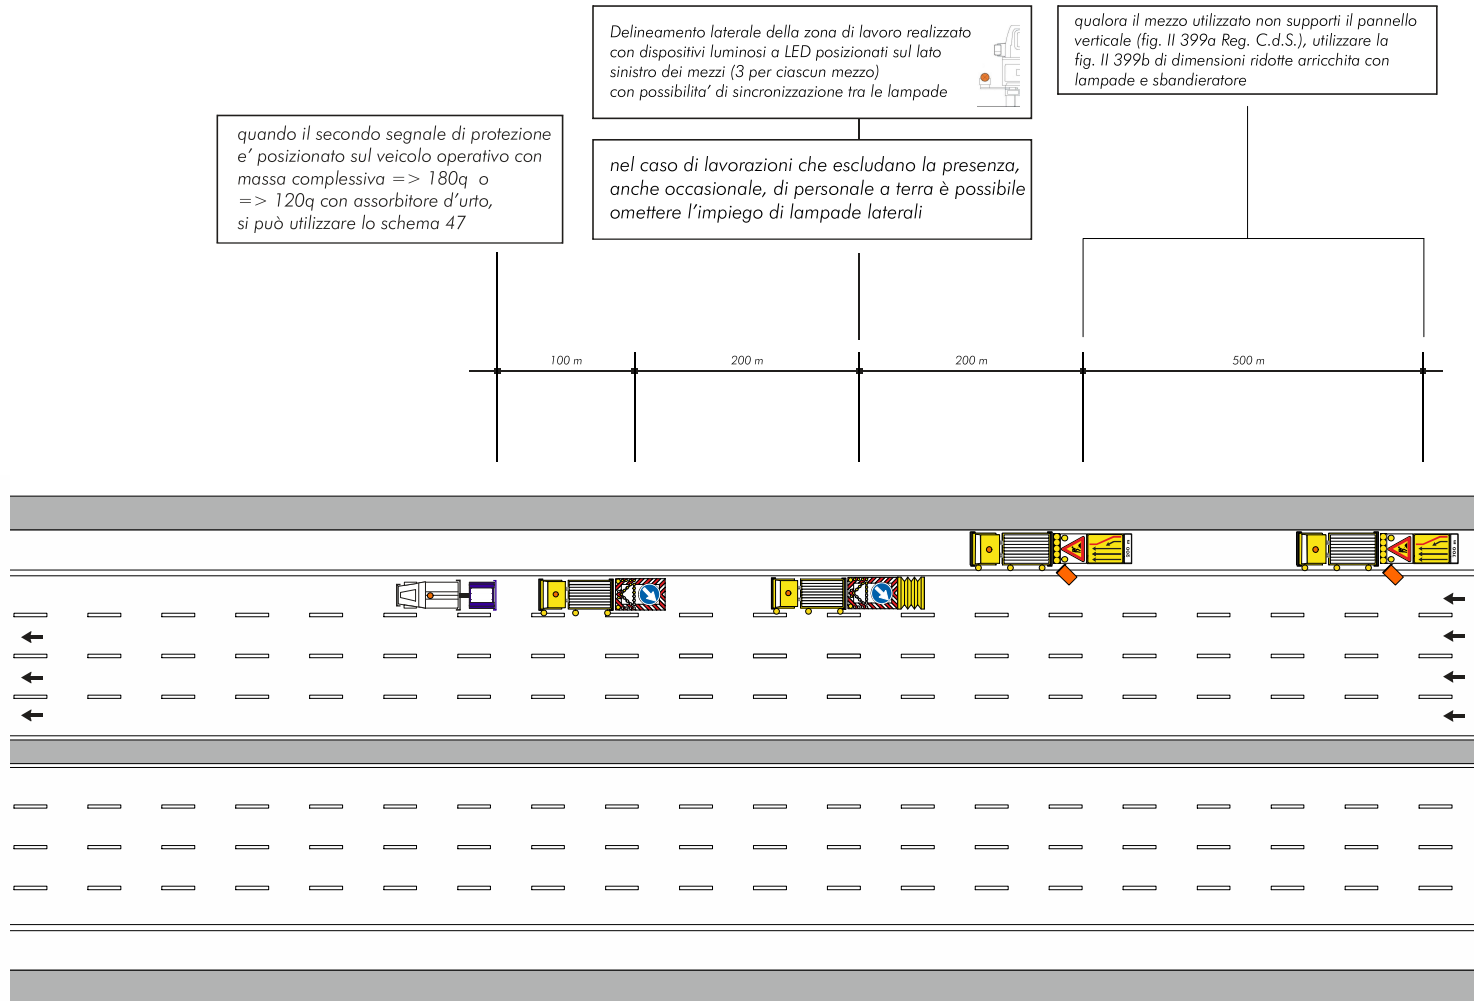 Delineamento laterale della zona di lavoro realizzato
con dispositivi luminosi a LED posizionati sul lato
sinistro dei mezzi (3 per ciascun mezzo)
con possibilita' di sincronizzazione tra le lampade
qualora il mezzo utilizzato non supporti il pannello
verticale (fig. II 399a Reg. C.d.S.), utilizzare la
fig. II 399b di dimensioni ridotte arricchita con
lampade e sbandieratore
quando il secondo segnale di protezione
e' posizionato sul veicolo operativo con
massa complessiva => 180q o
=> 120q con assorbitore d'urto,
si può utilizzare lo schema 47
nel caso di lavorazioni che escludano la presenza,
anche occasionale, di personale a terra è possibile
omettere l'impiego di lampade laterali
100 m
200 m
200 m
500 m